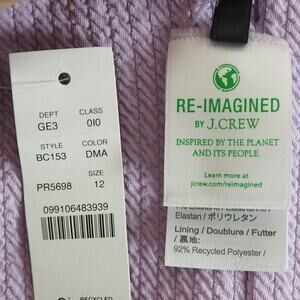 DEPT CLASS
GE3 010
STYLE COLOR
BC153 DMA
SIZE
PR5698 12
099106483939
RECYCLED
RE-IMAGINED
BY J.CREW
INSPIRED BY THE PLANET
AND ITS PEOPLE.
Learn more at
jcrew.com/reimagined
Elastan / ポリウレタン
Lining / Doublure / Futter
/ 裏地:
92% Recycled Polyester /